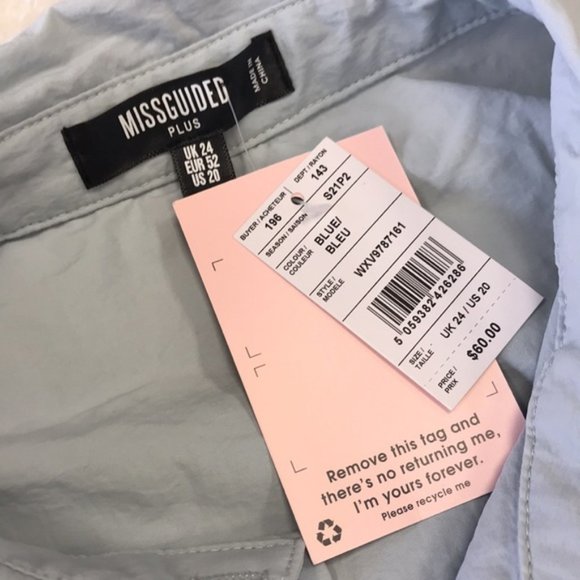 MISSGUIDED
PLUS
MADE IN
CHINA
UK 24
EUR 52
US 20
BUYER / ACHETEUR
196
DEPT / RAYON
143
SEASON / SAISON
S21P2
COLOUR /
COULEUR
BLUE/
BLEU
STYLE /
MODELE
WXV9787161
5 059382 426286
SIZE /
TAILLE
UK 24 / US 20
PRICE /
PRIX
$60.00
Remove this tag and
there's no returning me,
I'm yours forever.
Please recycle me